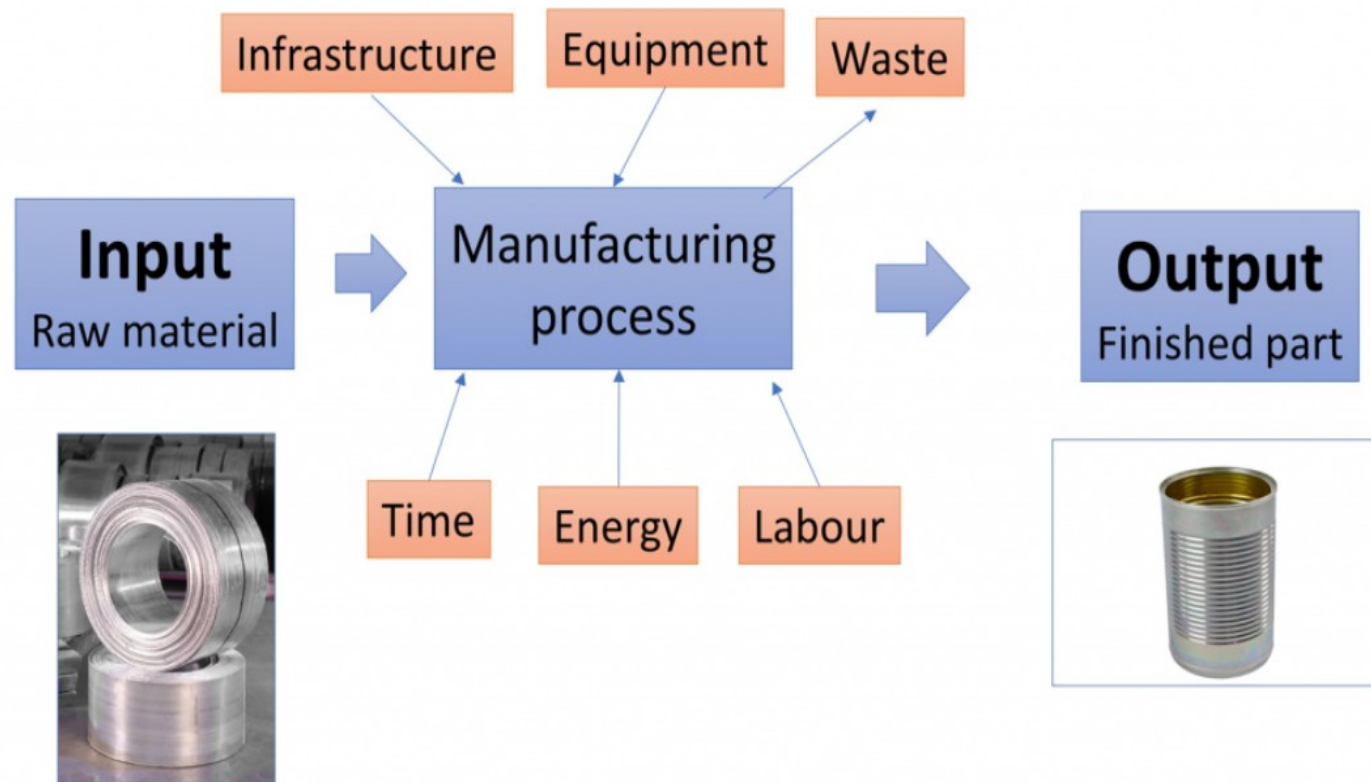 Infrastructure
Equipment
Waste
Input
Raw material
Manufacturing
process
Output
Finished part
Time
Energy
Labour